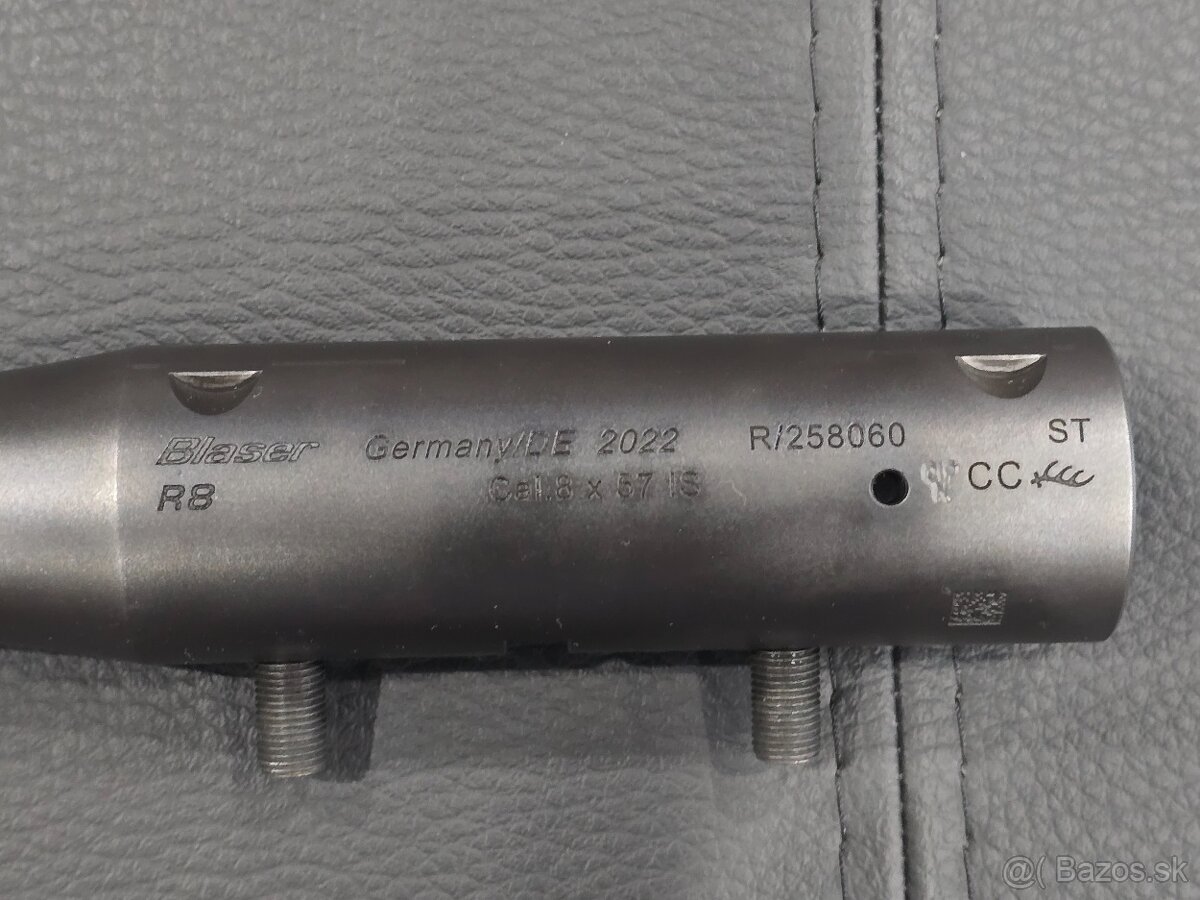 Blaser Germany/DE 2022 R/258060 ST
R8 Cal.8 x 57 IS CC
@( Bazos.sk